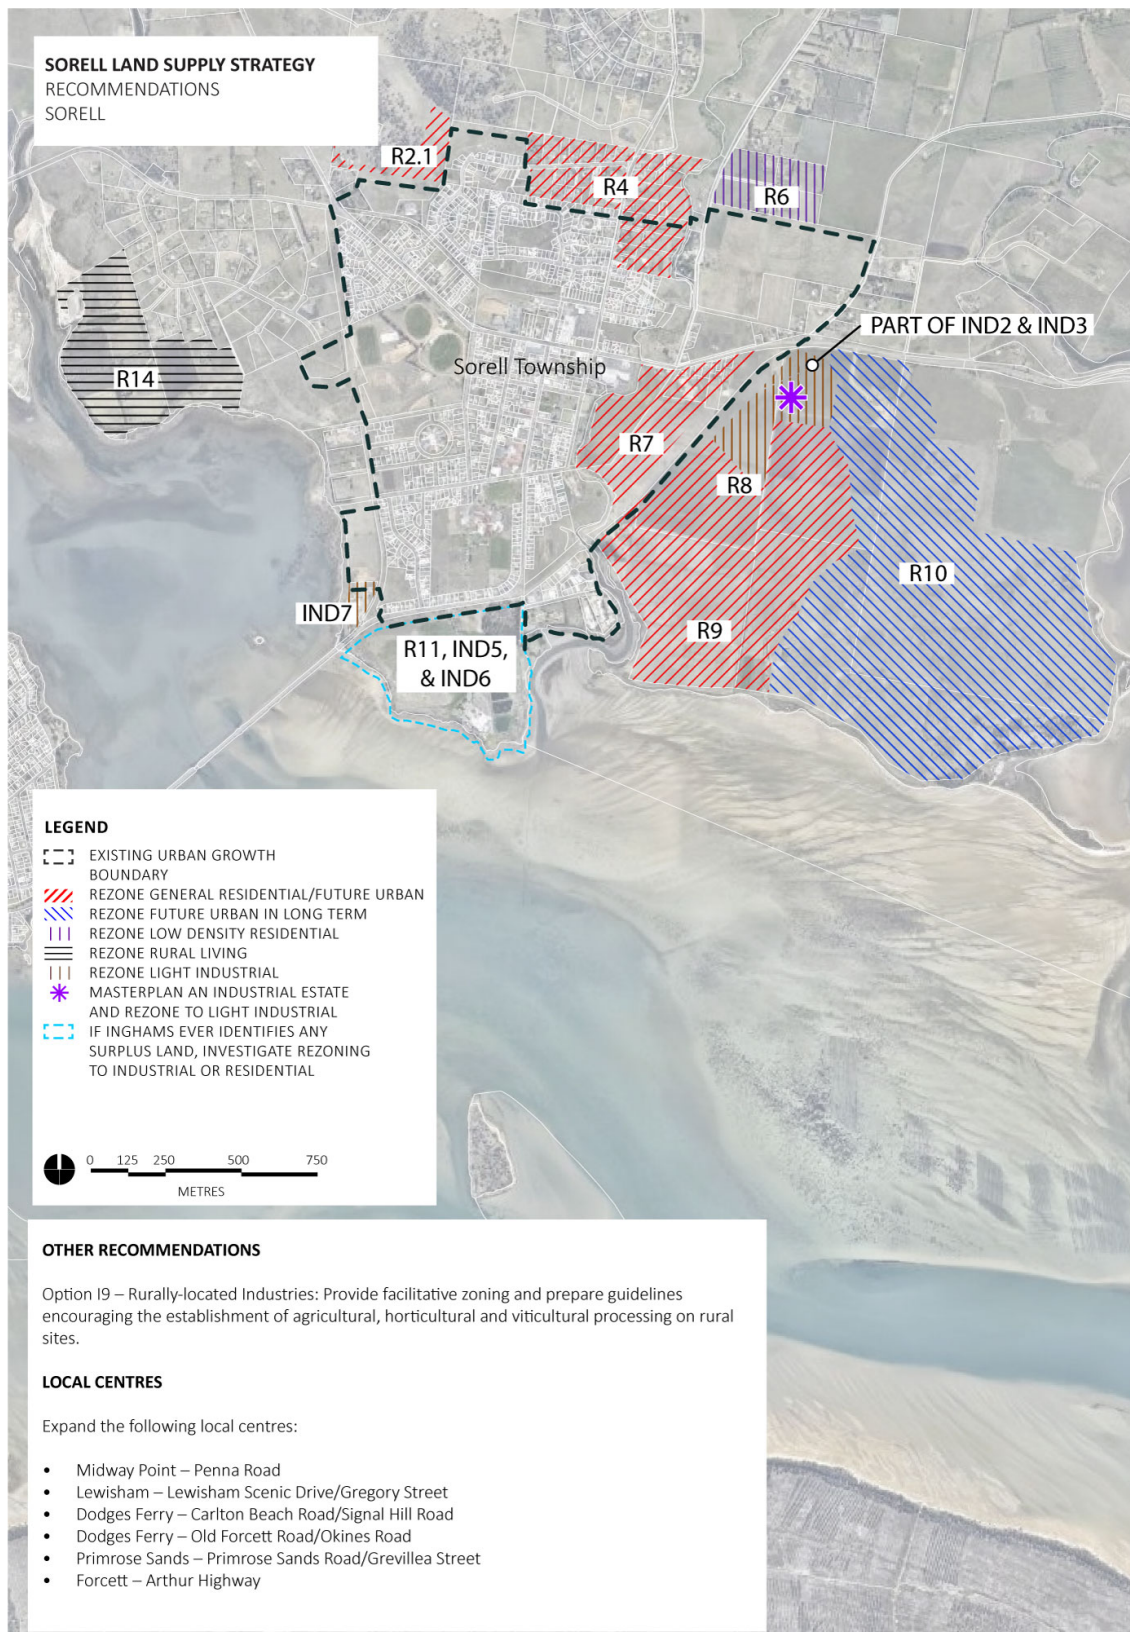 SORELL LAND SUPPLY STRATEGY
RECOMMENDATIONS
SORELL
R2.1
R4
R6
PART OF IND2 & IND3
R14
Sorell Township
R7
R8
R10
IND7
R9
R11, IND5,
& IND6
LEGEND
EXISTING URBAN GROWTH
BOUNDARY
REZONE GENERAL RESIDENTIAL/FUTURE URBAN
REZONE FUTURE URBAN IN LONG TERM
REZONE LOW DENSITY RESIDENTIAL
REZONE RURAL LIVING
REZONE LIGHT INDUSTRIAL
MASTERPLAN AN INDUSTRIAL ESTATE
AND REZONE TO LIGHT INDUSTRIAL
IF INGHAMS EVER IDENTIFIES ANY
SURPLUS LAND, INVESTIGATE REZONING
TO INDUSTRIAL OR RESIDENTIAL
0 125 250 500 750
METRES
OTHER RECOMMENDATIONS
Option I9 – Rurally-located Industries: Provide facilitative zoning and prepare guidelines
encouraging the establishment of agricultural, horticultural and viticultural processing on rural
sites.
LOCAL CENTRES
Expand the following local centres:
• Midway Point – Penna Road
• Lewisham – Lewisham Scenic Drive/Gregory Street
• Dodges Ferry – Carlton Beach Road/Signal Hill Road
• Dodges Ferry – Old Forcett Road/Okines Road
• Primrose Sands – Primrose Sands Road/Grevillea Street
• Forcett – Arthur Highway